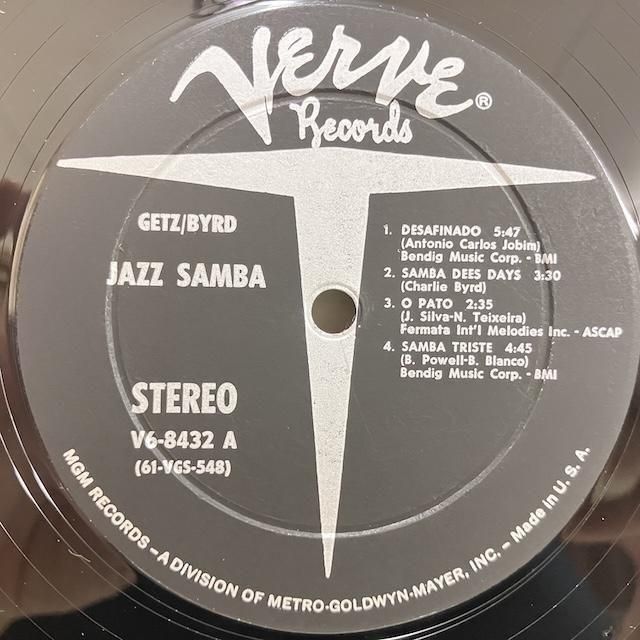 VERVE®
Records
GETZ/BYRD
JAZZ SAMBA
STEREO
V6-8432 A
(61-VGS-548)
1. DESAFINADO 5:47
(Antonio Carlos Jobim)
Bendig Music Corp. - BMI
2. SAMBA DEES DAYS 3:30
(Charlie Byrd)
3. O PATO 2:35
(J. Silva-N. Teixeira)
Fermata Int'l Melodies Inc. - ASCAP
4. SAMBA TRISTE 4:45
(B. Powell-B. Blanco)
Bendig Music Corp. - BMI
MGM RECORDS – A DIVISION OF METRO-GOLDWYN-MAYER, INC. – Made in U. S. A.